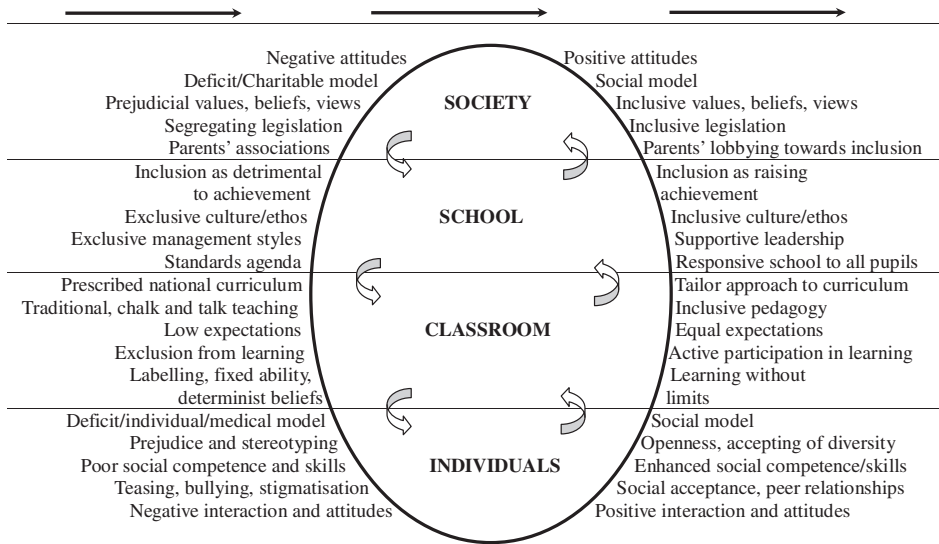 Negative attitudes
Deficit/Charitable model
Prejudicial values, beliefs, views
Segregating legislation
Parents' associations
SOCIETY
Positive attitudes
Social model
Inclusive values, beliefs, views
Inclusive legislation
Parents' lobbying towards inclusion
Inclusion as detrimental
to achievement
Exclusive culture/ethos
Exclusive management styles
Standards agenda
SCHOOL
Inclusion as raising
achievement
Inclusive culture/ethos
Supportive leadership
Responsive school to all pupils
Prescribed national curriculum
Traditional, chalk and talk teaching
Low expectations
Exclusion from learning
Labelling, fixed ability,
determinist beliefs
CLASSROOM
Tailor approach to curriculum
Inclusive pedagogy
Equal expectations
Active participation in learning
Learning without
limits
Deficit/individual/medical model
Prejudice and stereotyping
Poor social competence and skills
Teasing, bullying, stigmatisation
Negative interaction and attitudes
INDIVIDUALS
Social model
Openness, accepting of diversity
Enhanced social competence/skills
Social acceptance, peer relationships
Positive interaction and attitudes